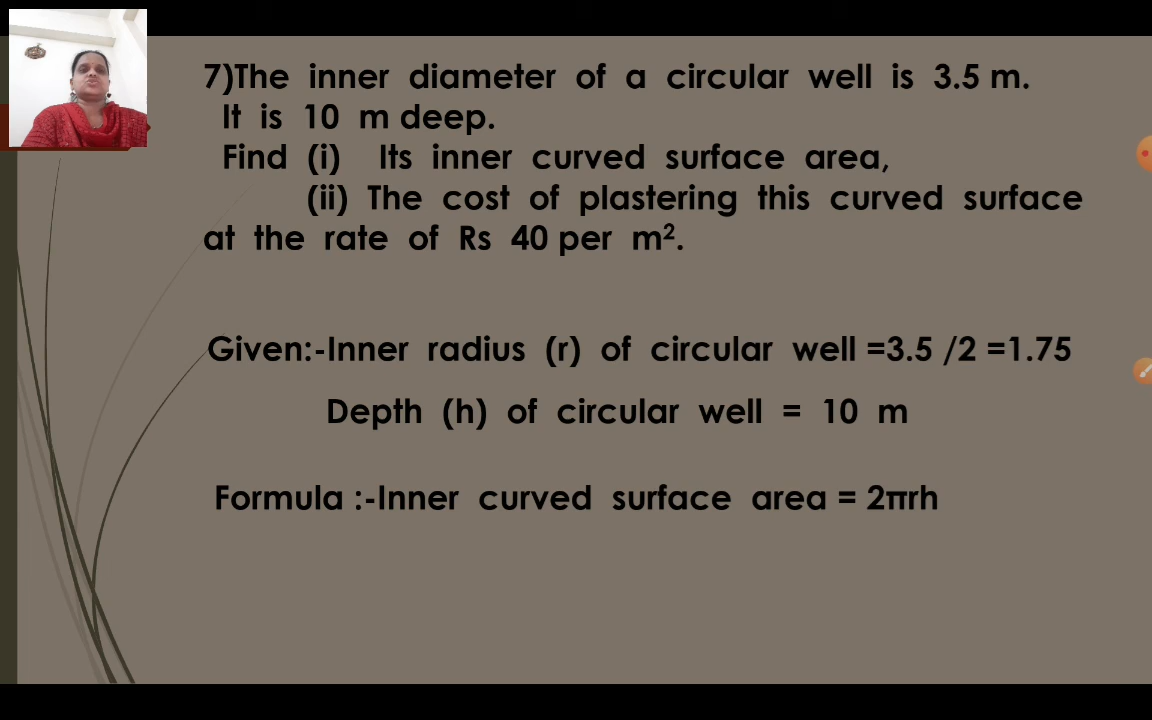 7)The inner diameter of a circular well is 3.5 m.
It is 10 m deep.
Find (i) Its inner curved surface area,
(ii) The cost of plastering this curved surface
at the rate of Rs 40 per m².
Given:-Inner radius (r) of circular well =3.5 /2 =1.75
Depth (h) of circular well = 10 m
Formula :-Inner curved surface area = 2πrh